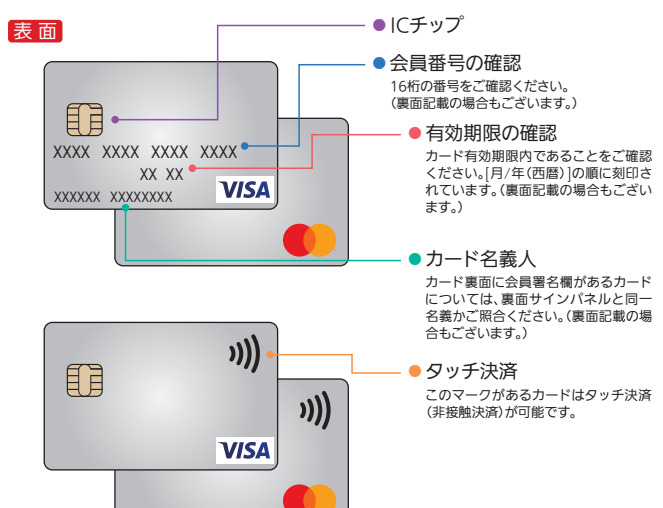 表面
ICチップ
会員番号の確認
16桁の番号をご確認ください。
(裏面記載の場合もございます。)
有効期限の確認
カード有効期限内であることをご確認
ください。[月/年(西暦)]の順に刻印さ
れています。(裏面記載の場合もござい
ます。)
XXXX XXXX XXXX XXXX
XX XX
XXXXXX XXXXXXXX
VISA
カード名義人
カード裏面に会員署名欄があるカード
については、裏面サインパネルと同一
名義かご照合ください。(裏面記載の場
合もございます。)
タッチ決済
このマークがあるカードはタッチ決済
(非接触決済)が可能です。
VISA